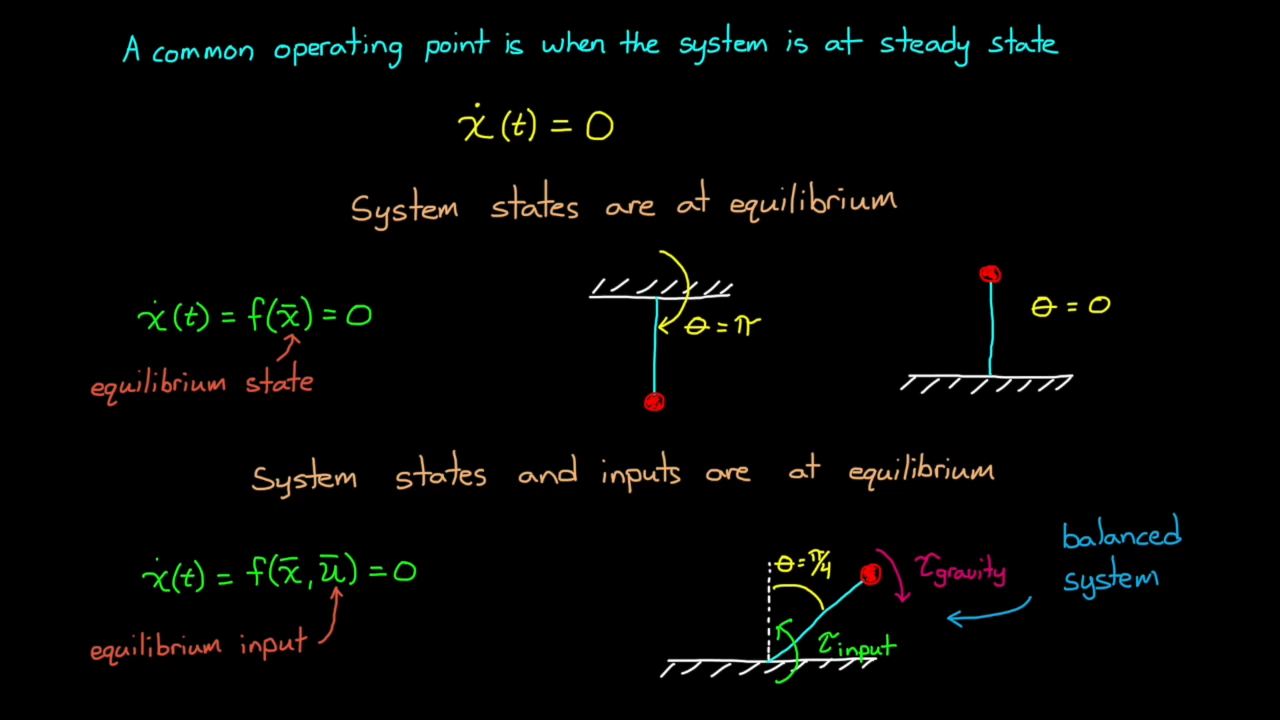 A common operating point is when the system is at steady state
ẋ(t) = 0
System states are at equilibrium
ẋ(t) = f(x̄) = 0
equilibrium state
θ = π
θ = 0
System states and inputs are at equilibrium
ẋ(t) = f(x̄, ū) = 0
equilibrium input
θ = π/4
τgravity
τinput
balanced
system